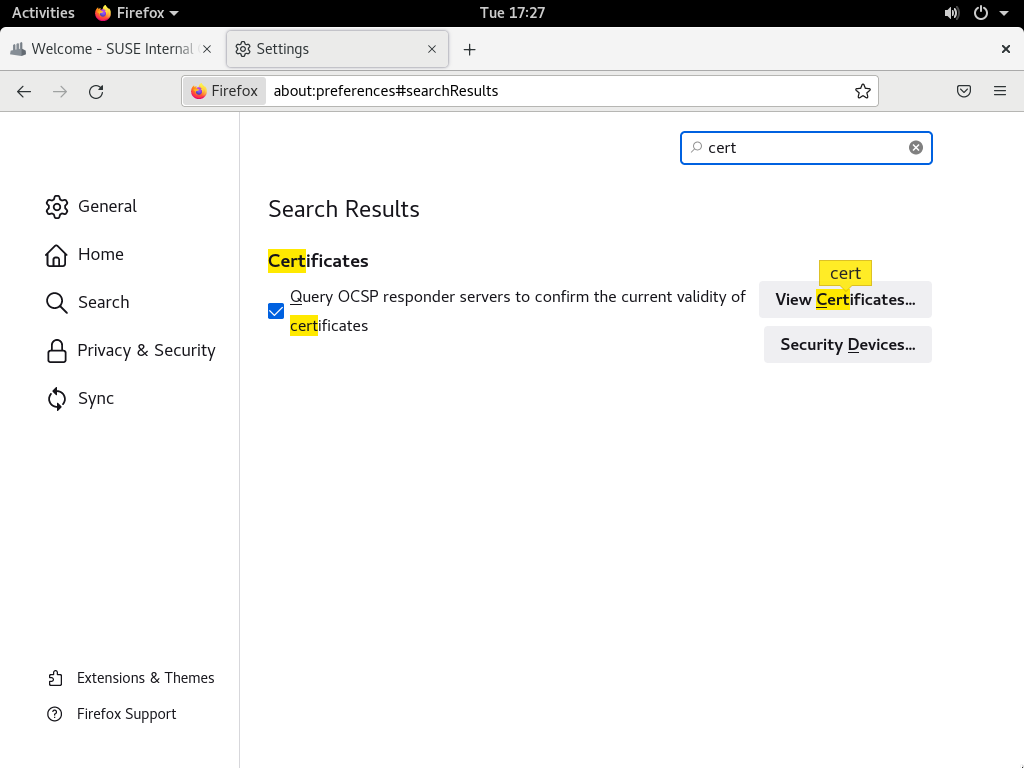 Activities Firefox Tue 17:27
Welcome - SUSE Internal Settings
Firefox about:preferences#searchResults
cert
General
Home
Search
Privacy & Security
Sync
Extensions & Themes
Firefox Support
Search Results
Certificates
Query OCSP responder servers to confirm the current validity of
certificates
cert
View Certificates...
Security Devices...